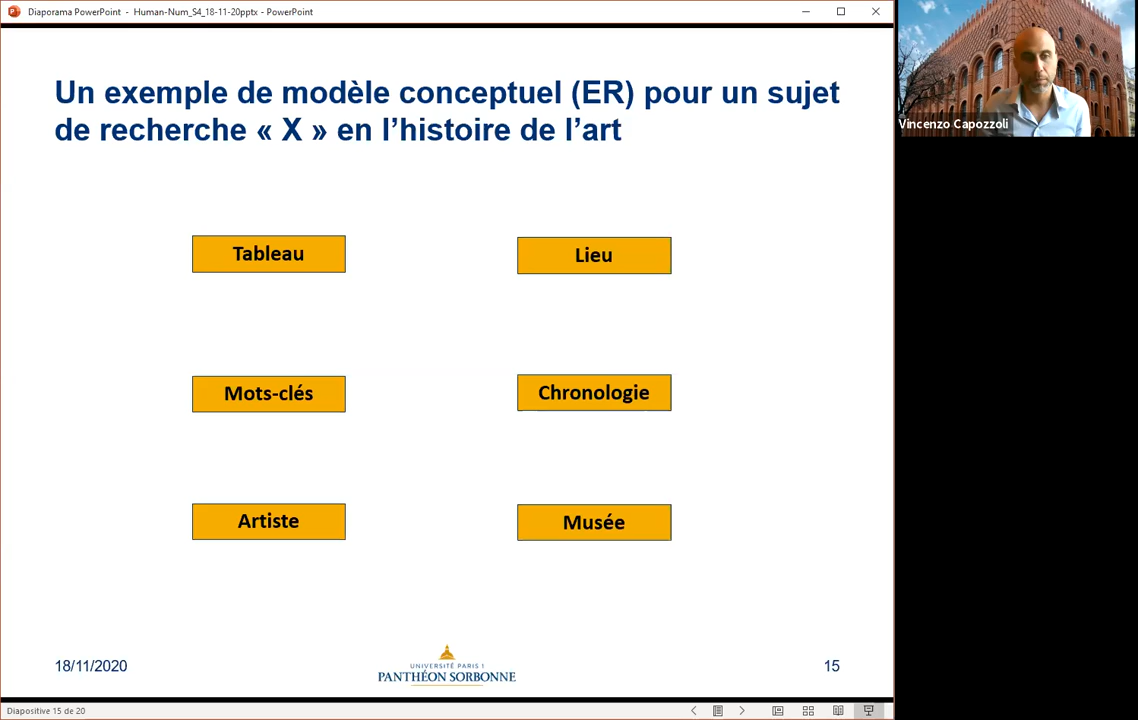 Diaporama PowerPoint - Human-Num_S4_18-11-20pptx - PowerPoint
Vincenzo Capozzoli
Un exemple de modèle conceptuel (ER) pour un sujet
de recherche « X » en l’histoire de l’art
Tableau
Lieu
Mots-clés
Chronologie
Artiste
Musée
18/11/2020
UNIVERSITÉ PARIS 1
PANTHÉON SORBONNE
15
Diapositive 15 de 20